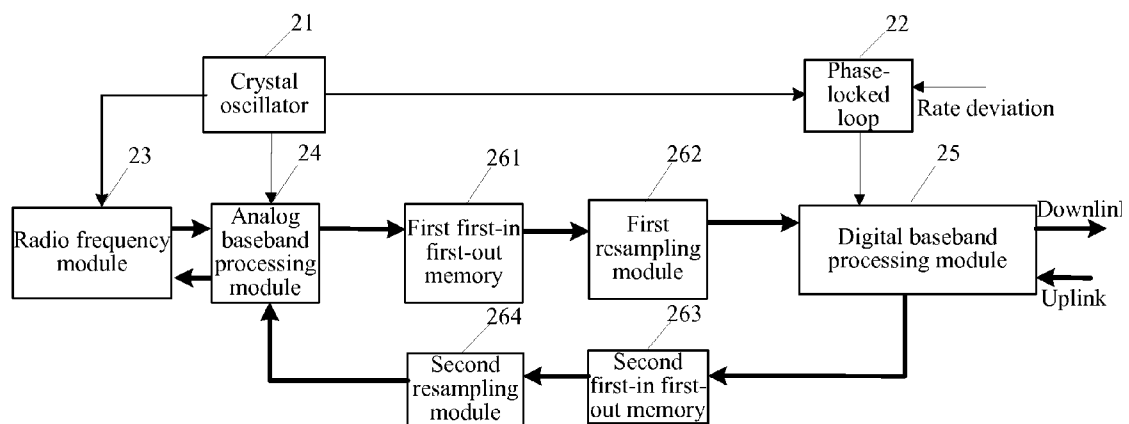 21
22
Crystal
oscillator
Phase-
locked
loop
Rate deviation
23
24
261
262
25
Radio frequency
module
Analog
baseband
processing
module
First first-in
first-out
memory
First
resampling
module
Digital baseband
processing module
Downlink
Uplink
264
263
Second
resampling
module
Second
first-in first-
out memory